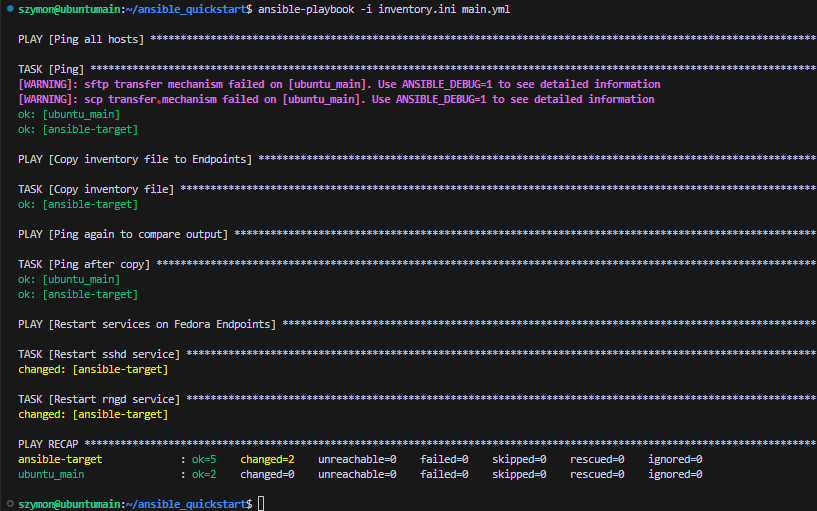 szymon@ubuntumain:~/ansible_quickstart$ ansible-playbook -i inventory.ini main.yml
PLAY [Ping all hosts] ***************************************************************************************************************
TASK [Ping] *************************************************************************************************************************
[WARNING]: sftp transfer mechanism failed on [ubuntu_main]. Use ANSIBLE_DEBUG=1 to see detailed information
[WARNING]: scp transfer mechanism failed on [ubuntu_main]. Use ANSIBLE_DEBUG=1 to see detailed information
ok: [ubuntu_main]
ok: [ansible-target]
PLAY [Copy inventory file to Endpoints] *********************************************************************************************
TASK [Copy inventory file] **********************************************************************************************************
ok: [ansible-target]
PLAY [Ping again to compare output] *************************************************************************************************
TASK [Ping after copy] **************************************************************************************************************
ok: [ubuntu_main]
ok: [ansible-target]
PLAY [Restart services on Fedora Endpoints] *****************************************************************************************
TASK [Restart sshd service] *********************************************************************************************************
changed: [ansible-target]
TASK [Restart rngd service] *********************************************************************************************************
changed: [ansible-target]
PLAY RECAP **************************************************************************************************************************
ansible-target : ok=5 changed=2 unreachable=0 failed=0 skipped=0 rescued=0 ignored=0
ubuntu_main : ok=2 changed=0 unreachable=0 failed=0 skipped=0 rescued=0 ignored=0
szymon@ubuntumain:~/ansible_quickstart$